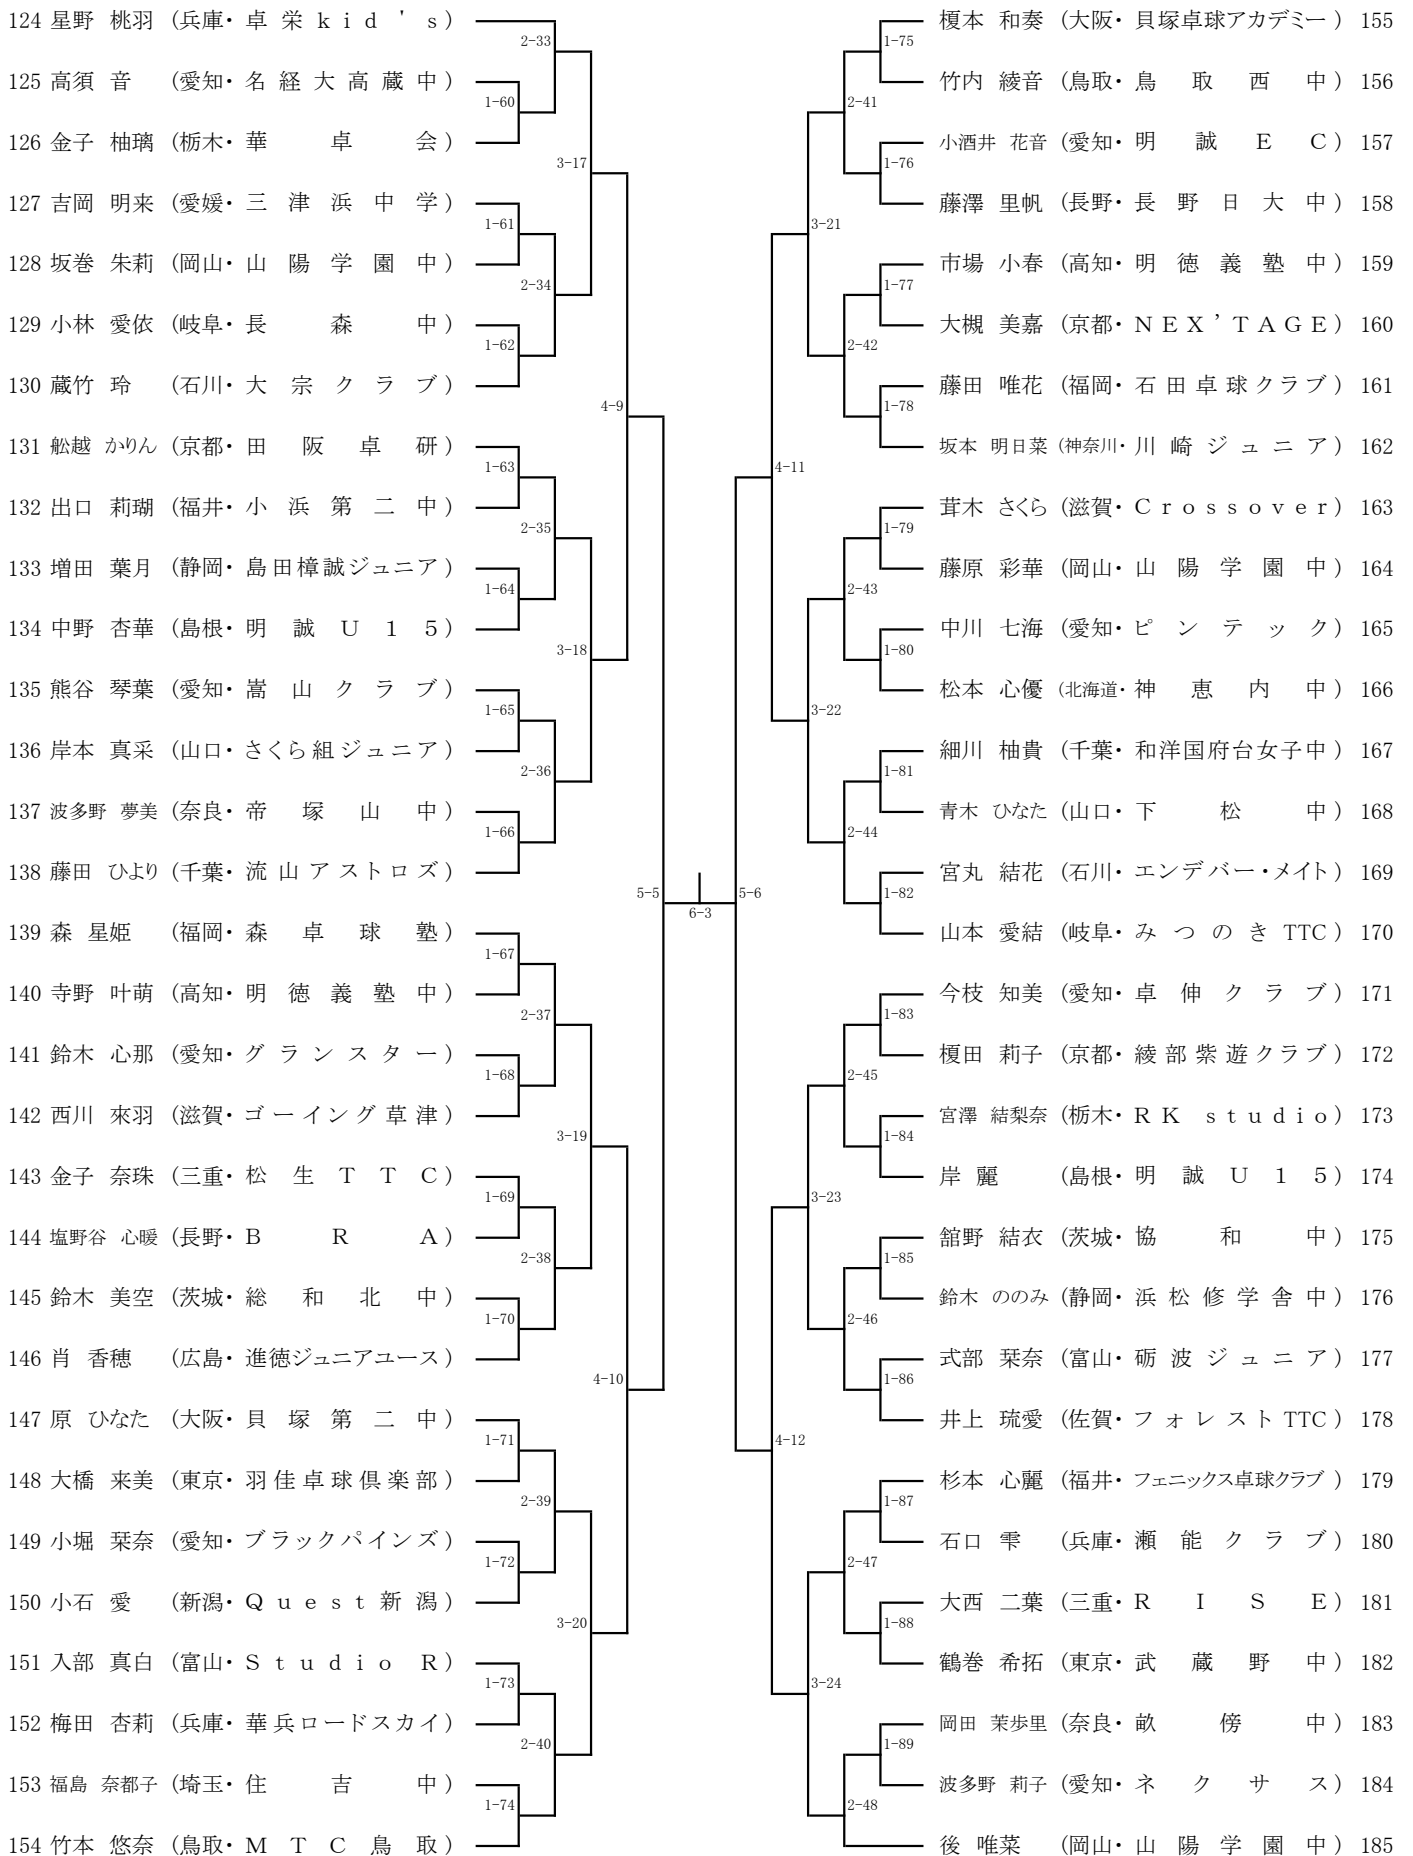 124 星野 桃羽 (兵庫・卓栄kid's)
125 高須 音 (愛知・名経大高蔵中)
126 金子 柚璃 (栃木・華卓会)
127 吉岡 明来 (愛媛・三津浜中学)
128 坂巻 朱莉 (岡山・山陽学園中)
129 小林 愛依 (岐阜・長森中)
130 蔵竹 玲 (石川・大宗クラブ)
131 舩越 かりん (京都・田阪卓研)
132 出口 莉瑚 (福井・小浜第二中)
133 増田 葉月 (静岡・島田樟誠ジュニア)
134 中野 杏華 (島根・明誠U15)
135 熊谷 琴葉 (愛知・嵩山クラブ)
136 岸本 真采 (山口・さくら組ジュニア)
137 波多野 夢美 (奈良・帝塚山中)
138 藤田 ひより (千葉・流山アストロズ)
139 森 星姫 (福岡・森卓球塾)
140 寺野 叶萌 (高知・明徳義塾中)
141 鈴木 心那 (愛知・グランスター)
142 西川 來羽 (滋賀・ゴーイング草津)
143 金子 奈珠 (三重・松生TTC)
144 塩野谷 心暖 (長野・BRA)
145 鈴木 美空 (茨城・総和北中)
146 肖 香穂 (広島・進徳ジュニアユース)
147 原 ひなた (大阪・貝塚第二中)
148 大橋 来美 (東京・羽佳卓球倶楽部)
149 小堀 栞奈 (愛知・ブラックパインズ)
150 小石 愛 (新潟・Quest新潟)
151 入部 真白 (富山・Studio R)
152 梅田 杏莉 (兵庫・華兵ロードスカイ)
153 福島 奈都子 (埼玉・住吉中)
154 竹本 悠奈 (鳥取・MTC鳥取)
2-33
1-60
3-17
1-61
2-34
1-62
4-9
1-63
2-35
1-64
3-18
1-65
2-36
1-66
5-5
1-67
2-37
1-68
3-19
1-69
2-38
1-70
4-10
1-71
2-39
1-72
3-20
1-73
2-40
1-74
6-3
1-75
2-41
1-76
3-21
1-77
2-42
1-78
4-11
1-79
2-43
1-80
3-22
1-81
2-44
1-82
5-6
1-83
2-45
1-84
3-23
1-85
2-46
1-86
4-12
1-87
2-47
1-88
3-24
1-89
2-48
榎本 和奏 (大阪・貝塚卓球アカデミー) 155
竹内 綾音 (鳥取・鳥取西中) 156
小酒井 花音 (愛知・明誠EC) 157
藤澤 里帆 (長野・長野日大中) 158
市場 小春 (高知・明徳義塾中) 159
大槻 美嘉 (京都・NEX'TAGE) 160
藤田 唯花 (福岡・石田卓球クラブ) 161
坂本 明日菜 (神奈川・川崎ジュニア) 162
茸木 さくら (滋賀・Crossover) 163
藤原 彩華 (岡山・山陽学園中) 164
中川 七海 (愛知・ピンテック) 165
松本 心優 (北海道・神恵内中) 166
細川 柚貴 (千葉・和洋国府台女子中) 167
青木 ひなた (山口・下松中) 168
宮丸 結花 (石川・エンデバー・メイト) 169
山本 愛結 (岐阜・みつのきTTC) 170
今枝 知美 (愛知・卓伸クラブ) 171
榎田 莉子 (京都・綾部紫遊クラブ) 172
宮澤 結梨奈 (栃木・RK studio) 173
岸 麗 (島根・明誠U15) 174
舘野 結衣 (茨城・協和中) 175
鈴木 ののみ (静岡・浜松修学舎中) 176
式部 栞奈 (富山・砺波ジュニア) 177
井上 琉愛 (佐賀・フォレストTTC) 178
杉本 心麗 (福井・フェニックス卓球クラブ) 179
石口 雫 (兵庫・瀬能クラブ) 180
大西 二葉 (三重・RISE) 181
鶴巻 希拓 (東京・武蔵野中) 182
岡田 茉歩里 (奈良・畝傍中) 183
波多野 莉子 (愛知・ネクサス) 184
後 唯菜 (岡山・山陽学園中) 185